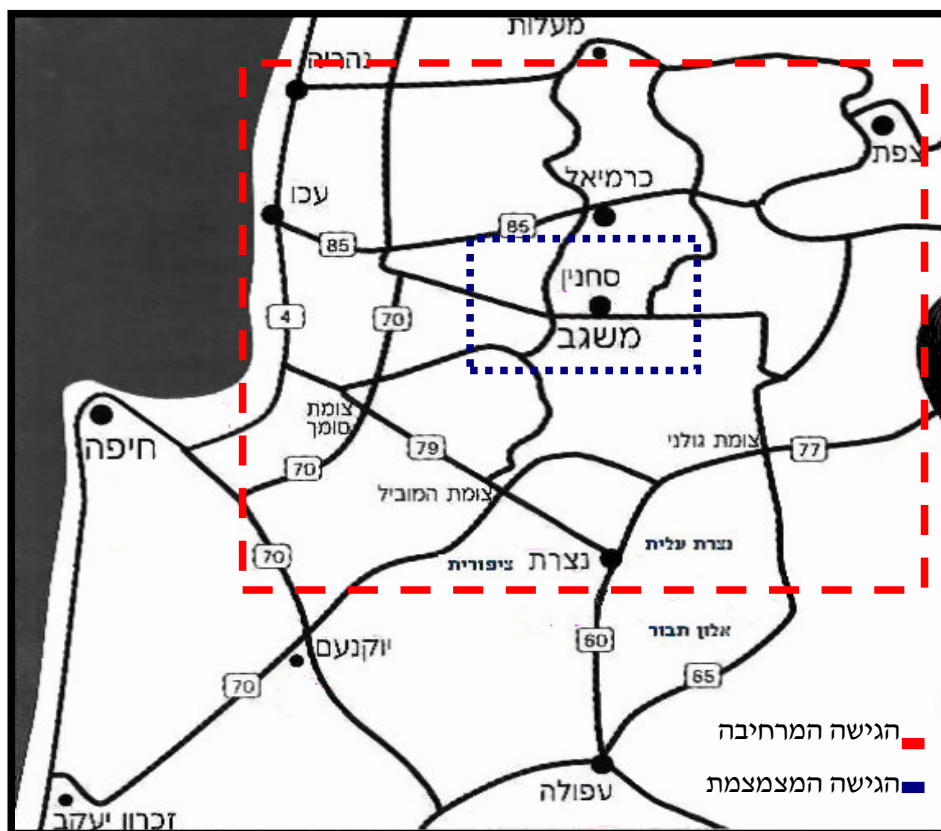 מעלות
נהריה
צפת
כרמיאל
עכו
85
85
סחנין
4
70
משגב
צומת
סומך
חיפה
צומת גולני
77
79
70
צומת המוביל
נצרת עלית
70
ציפורית
נצרת
אלון תבור
60
יוקנעם
65
70
הגישה המרחיבה
עפולה
הגישה המצמצמת
זכרון יעקב